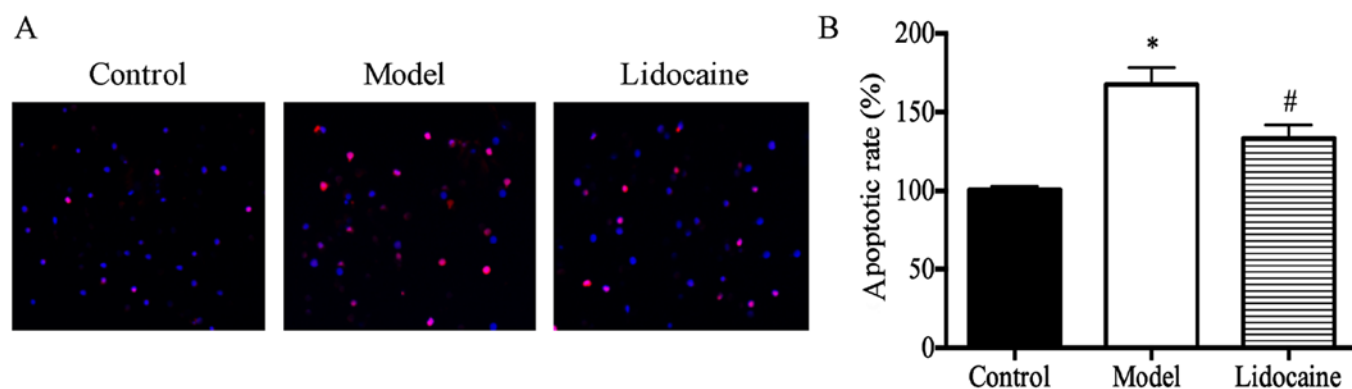 A
Control Model Lidocaine
B
200
150
100
50
0
Apoptotic rate (%)
*
#
Control Model Lidocaine